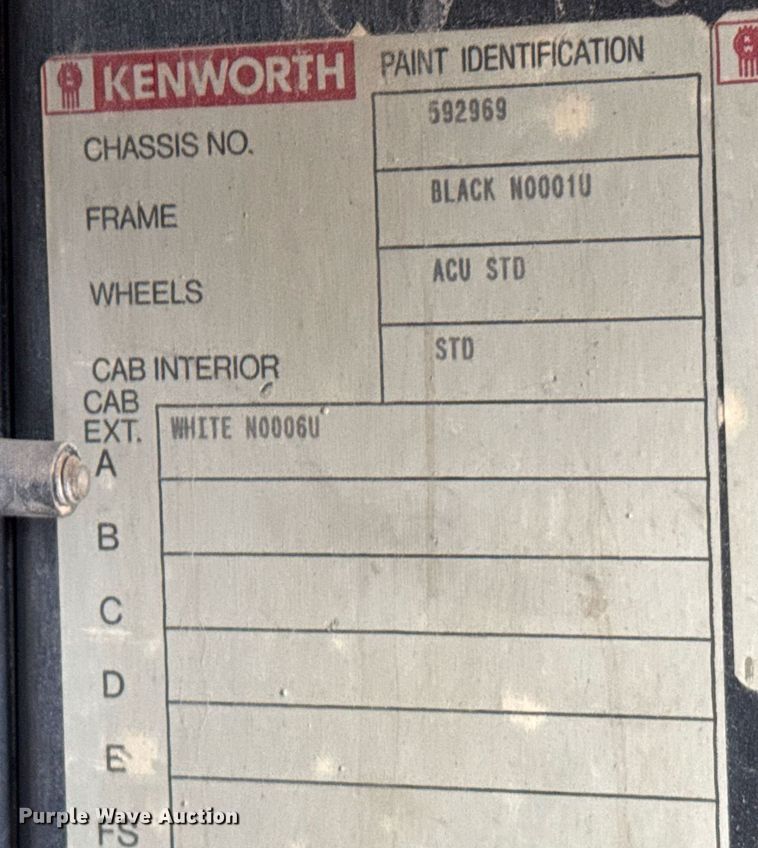 KENWORTH PAINT IDENTIFICATION
CHASSIS NO. 592969
FRAME BLACK N0001U
WHEELS ACU STD
CAB INTERIOR STD
CAB
EXT.
A WHITE N0006U
B
C
D
E
FS
Purple Wave Auction